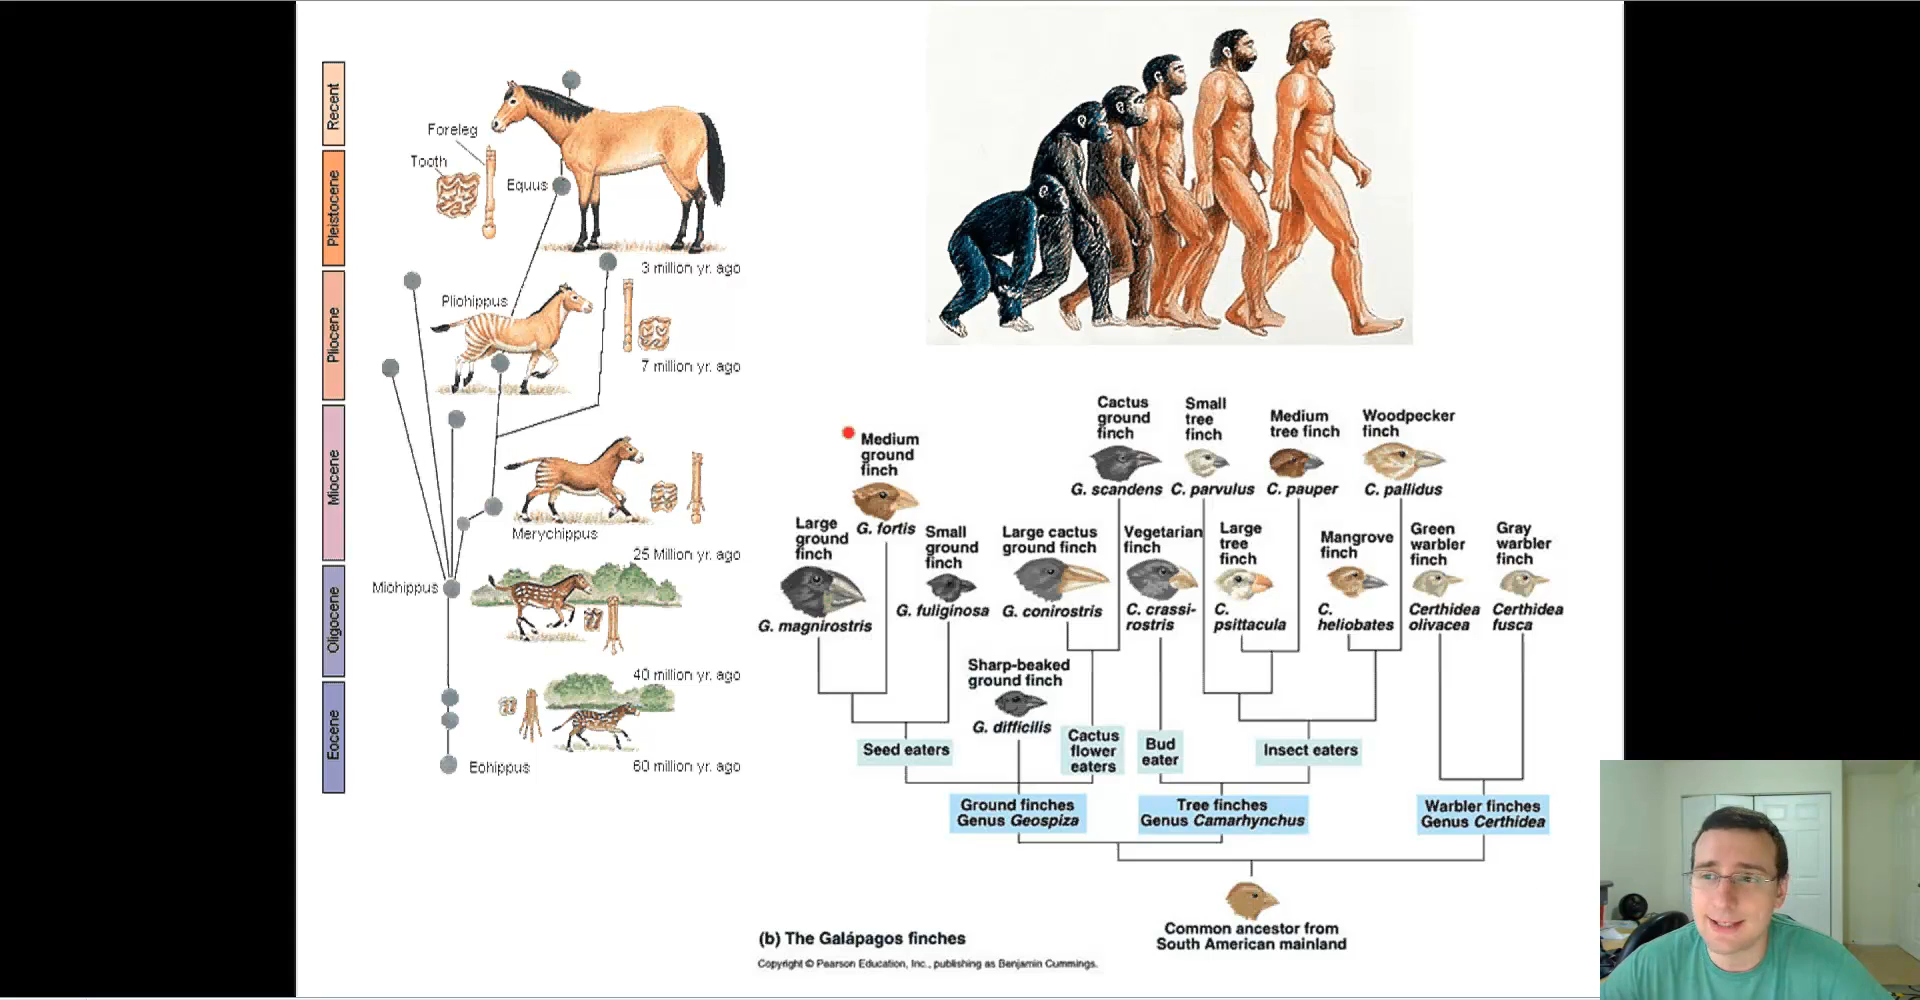 Recent
Pleistocene
Pliocene
Miocene
Oligocene
Eocene
Foreleg
Tooth
Equus
3 million yr. ago
Pliohippus
7 million yr. ago
Merychippus
25 Million yr. ago
Miohippus
40 million yr. ago
Eohippus
60 million yr. ago
Cactus
ground
finch
G. scandens
Small
tree
finch
C. parvulus
Medium
tree finch
C. pauper
Woodpecker
finch
C. pallidus
Medium
ground
finch
G. fortis
Large
ground
finch
G. magnirostris
Small
ground
finch
G. fuliginosa
Large cactus
ground finch
G. conirostris
Vegetarian
finch
C. crassi-
rostris
Large
tree
finch
C.
psittacula
Mangrove
finch
C.
heliobates
Green
warbler
finch
Certhidea
olivacea
Gray
warbler
finch
Certhidea
fusca
Sharp-beaked
ground finch
G. difficilis
Seed eaters
Cactus
flower
eaters
Bud
eater
Insect eaters
Ground finches
Genus Geospiza
Tree finches
Genus Camarhynchus
Warbler finches
Genus Certhidea
Common ancestor from
South American mainland
(b) The Galápagos finches
Copyright © Pearson Education, Inc., publishing as Benjamin Cummings.